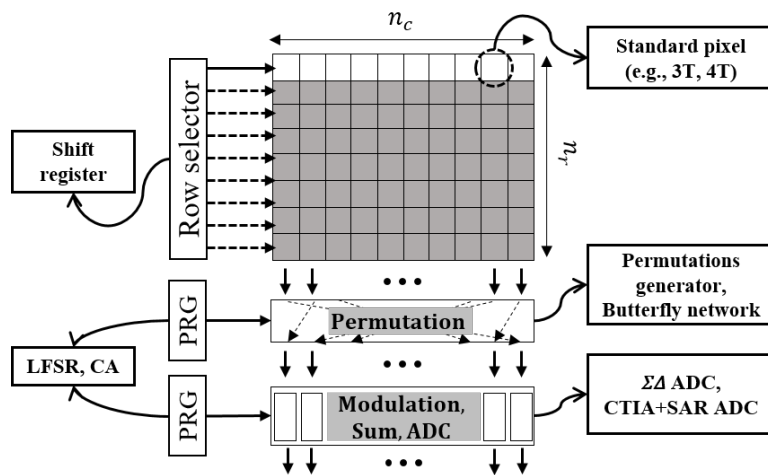 n_c
Standard pixel
(e.g., 3T, 4T)
Row selector
Shift
register
n_r
PRG
Permutation
Permutations
generator,
Butterfly network
LFSR, CA
PRG
Modulation,
Sum, ADC
ΣΔ ADC,
CTIA+SAR ADC